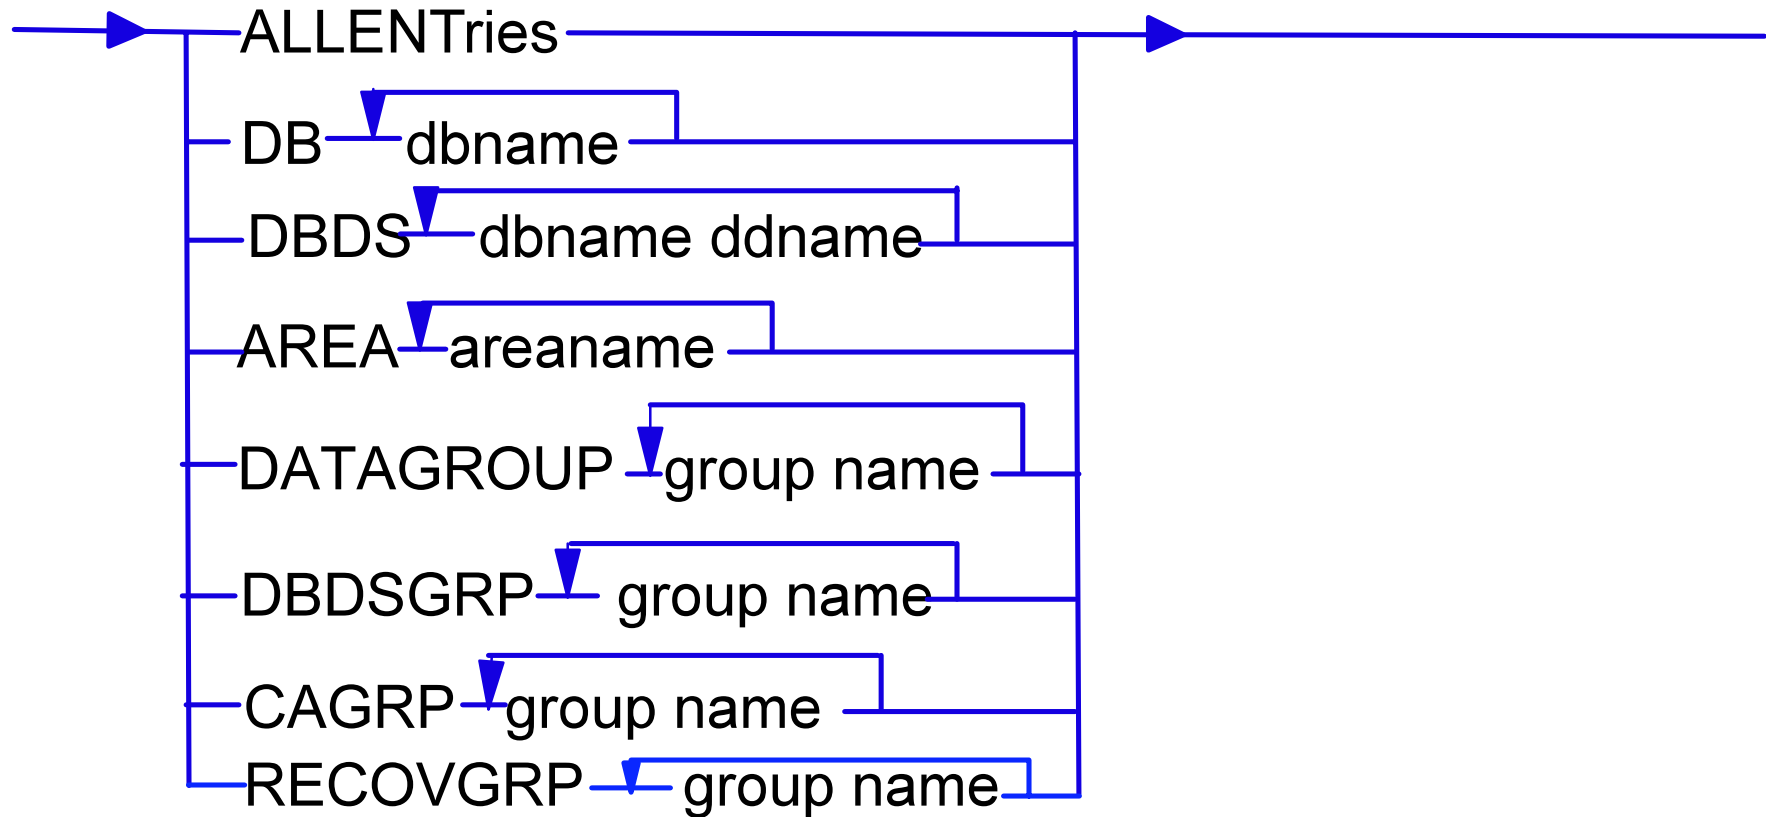 ALLENTries
DB dbname
DBDS dbname ddname
AREA areaname
DATAGROUP group name
DBDSGRP group name
CAGRP group name
RECOVGRP group name